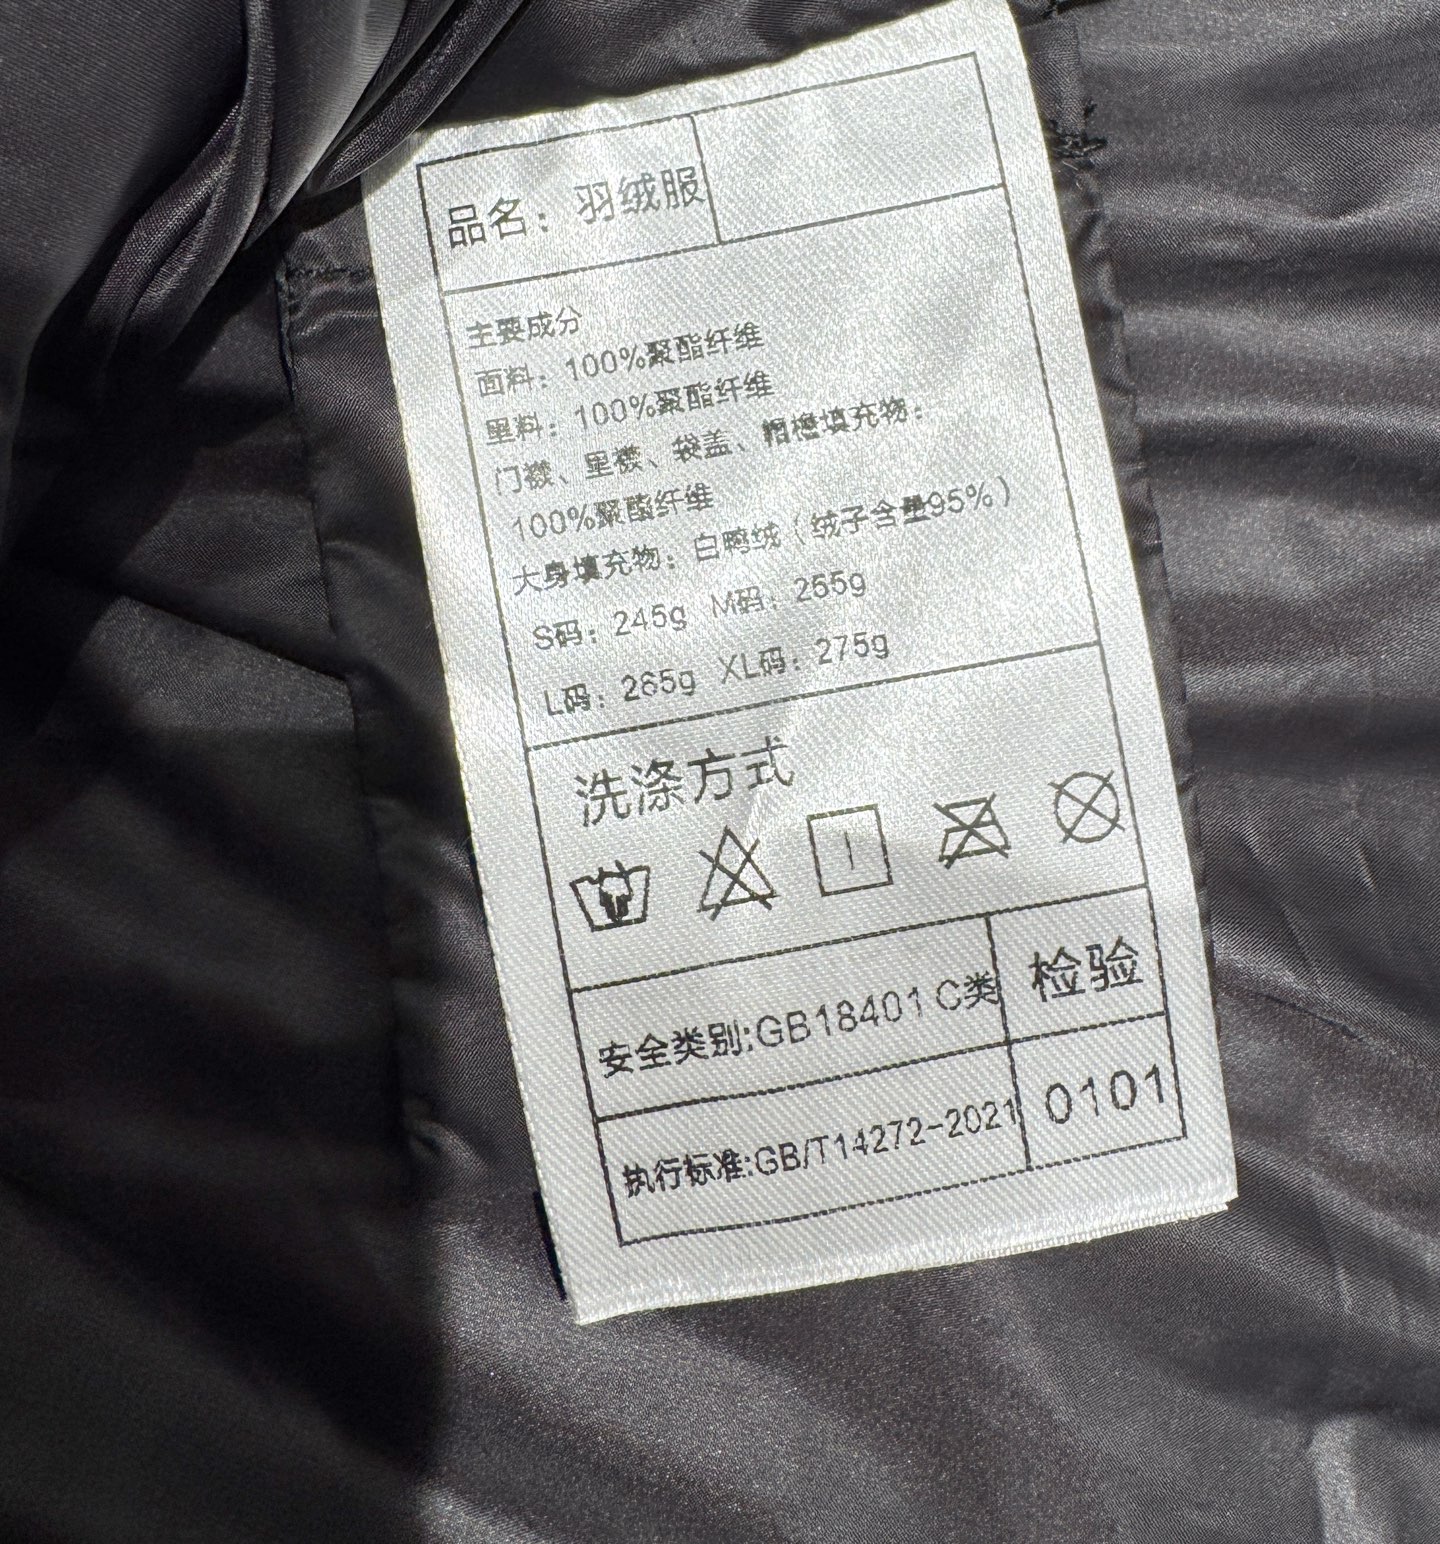 品名：羽绒服
主要成分
面料：100%聚酯纤维
里料：100%聚酯纤维
门襟、里襟、袋盖、帽檐填充物：
100%聚酯纤维
大身填充物：白鸭绒（绒子含量95%）
S码：245g M码：255g
L码：265g XL码：275g
洗涤方式
安全类别:GB18401 C类
检验
执行标准:GB/T14272-2021
0101